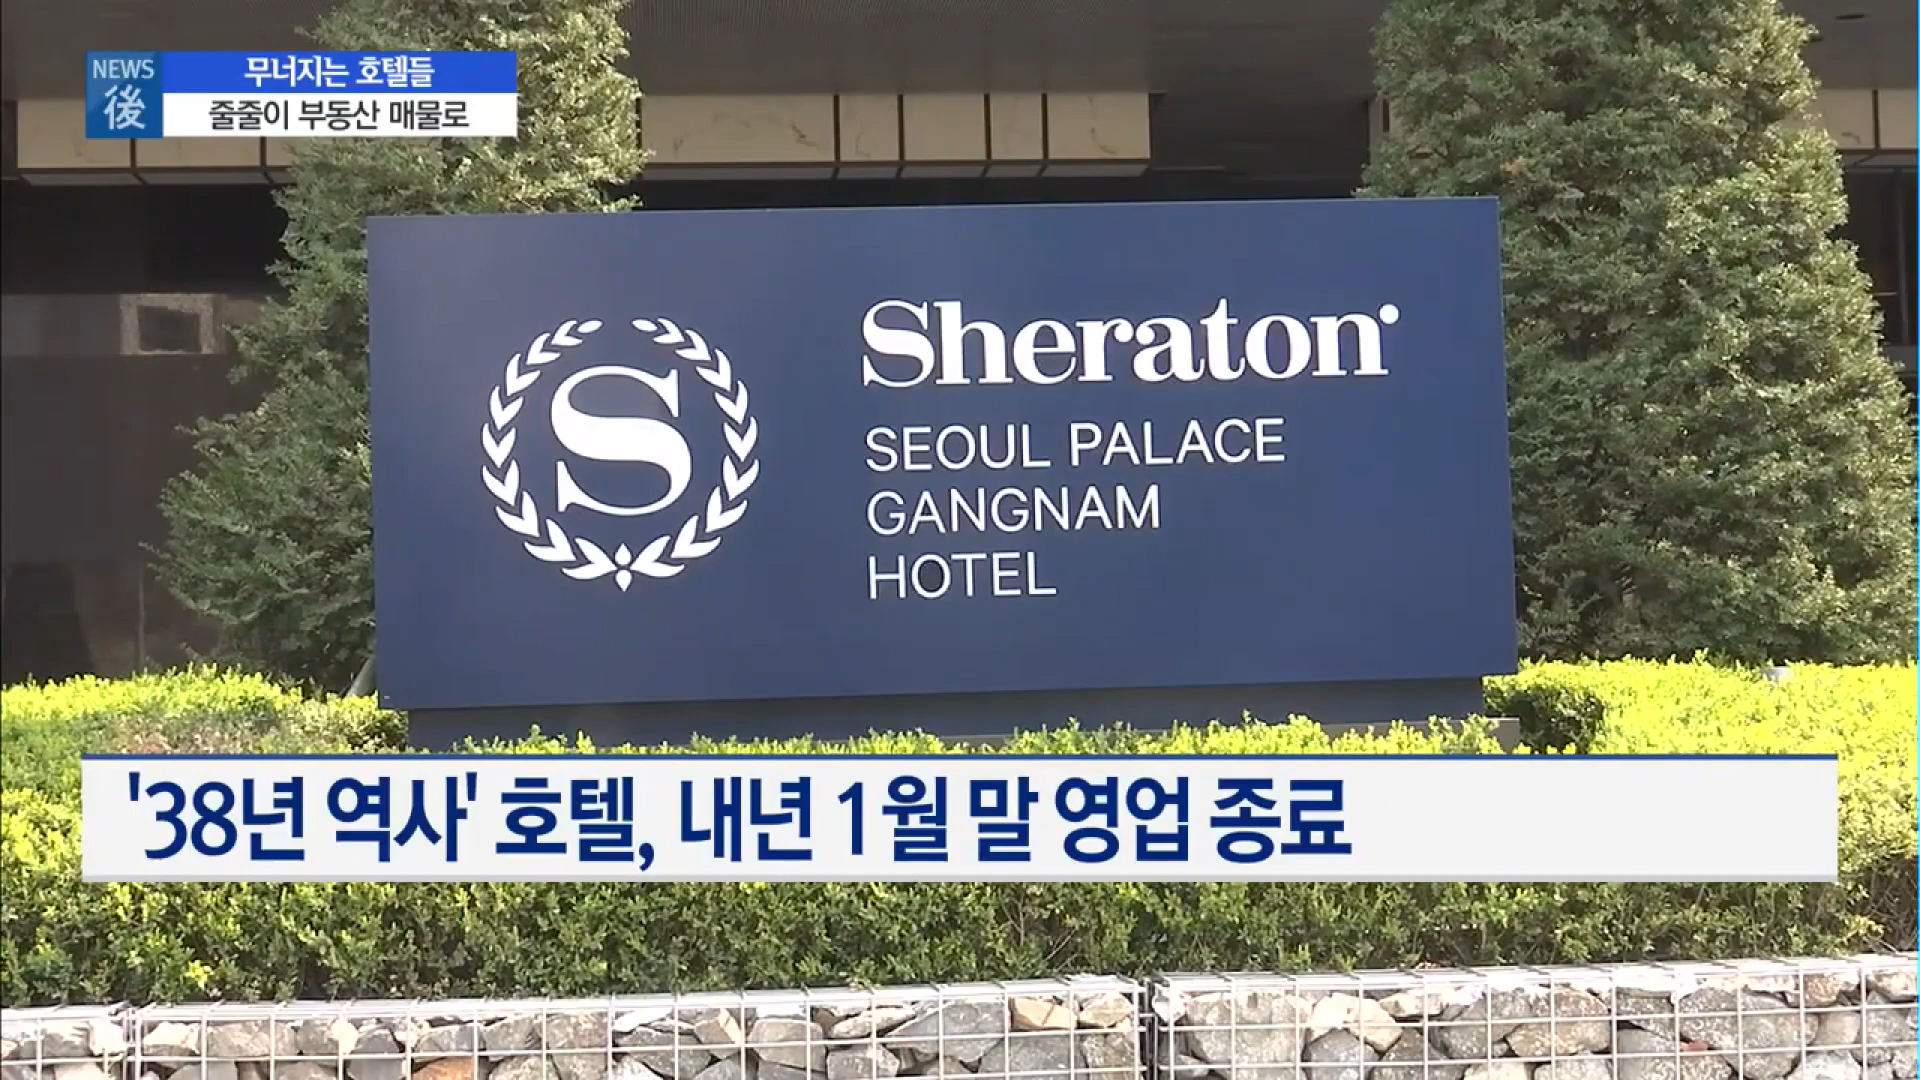 NEWS
後
무너지는 호텔들
줄줄이 부동산 매물로
S
Sheraton
SEOUL PALACE
GANGNAM
HOTEL
'38년 역사' 호텔, 내년 1월 말 영업 종료